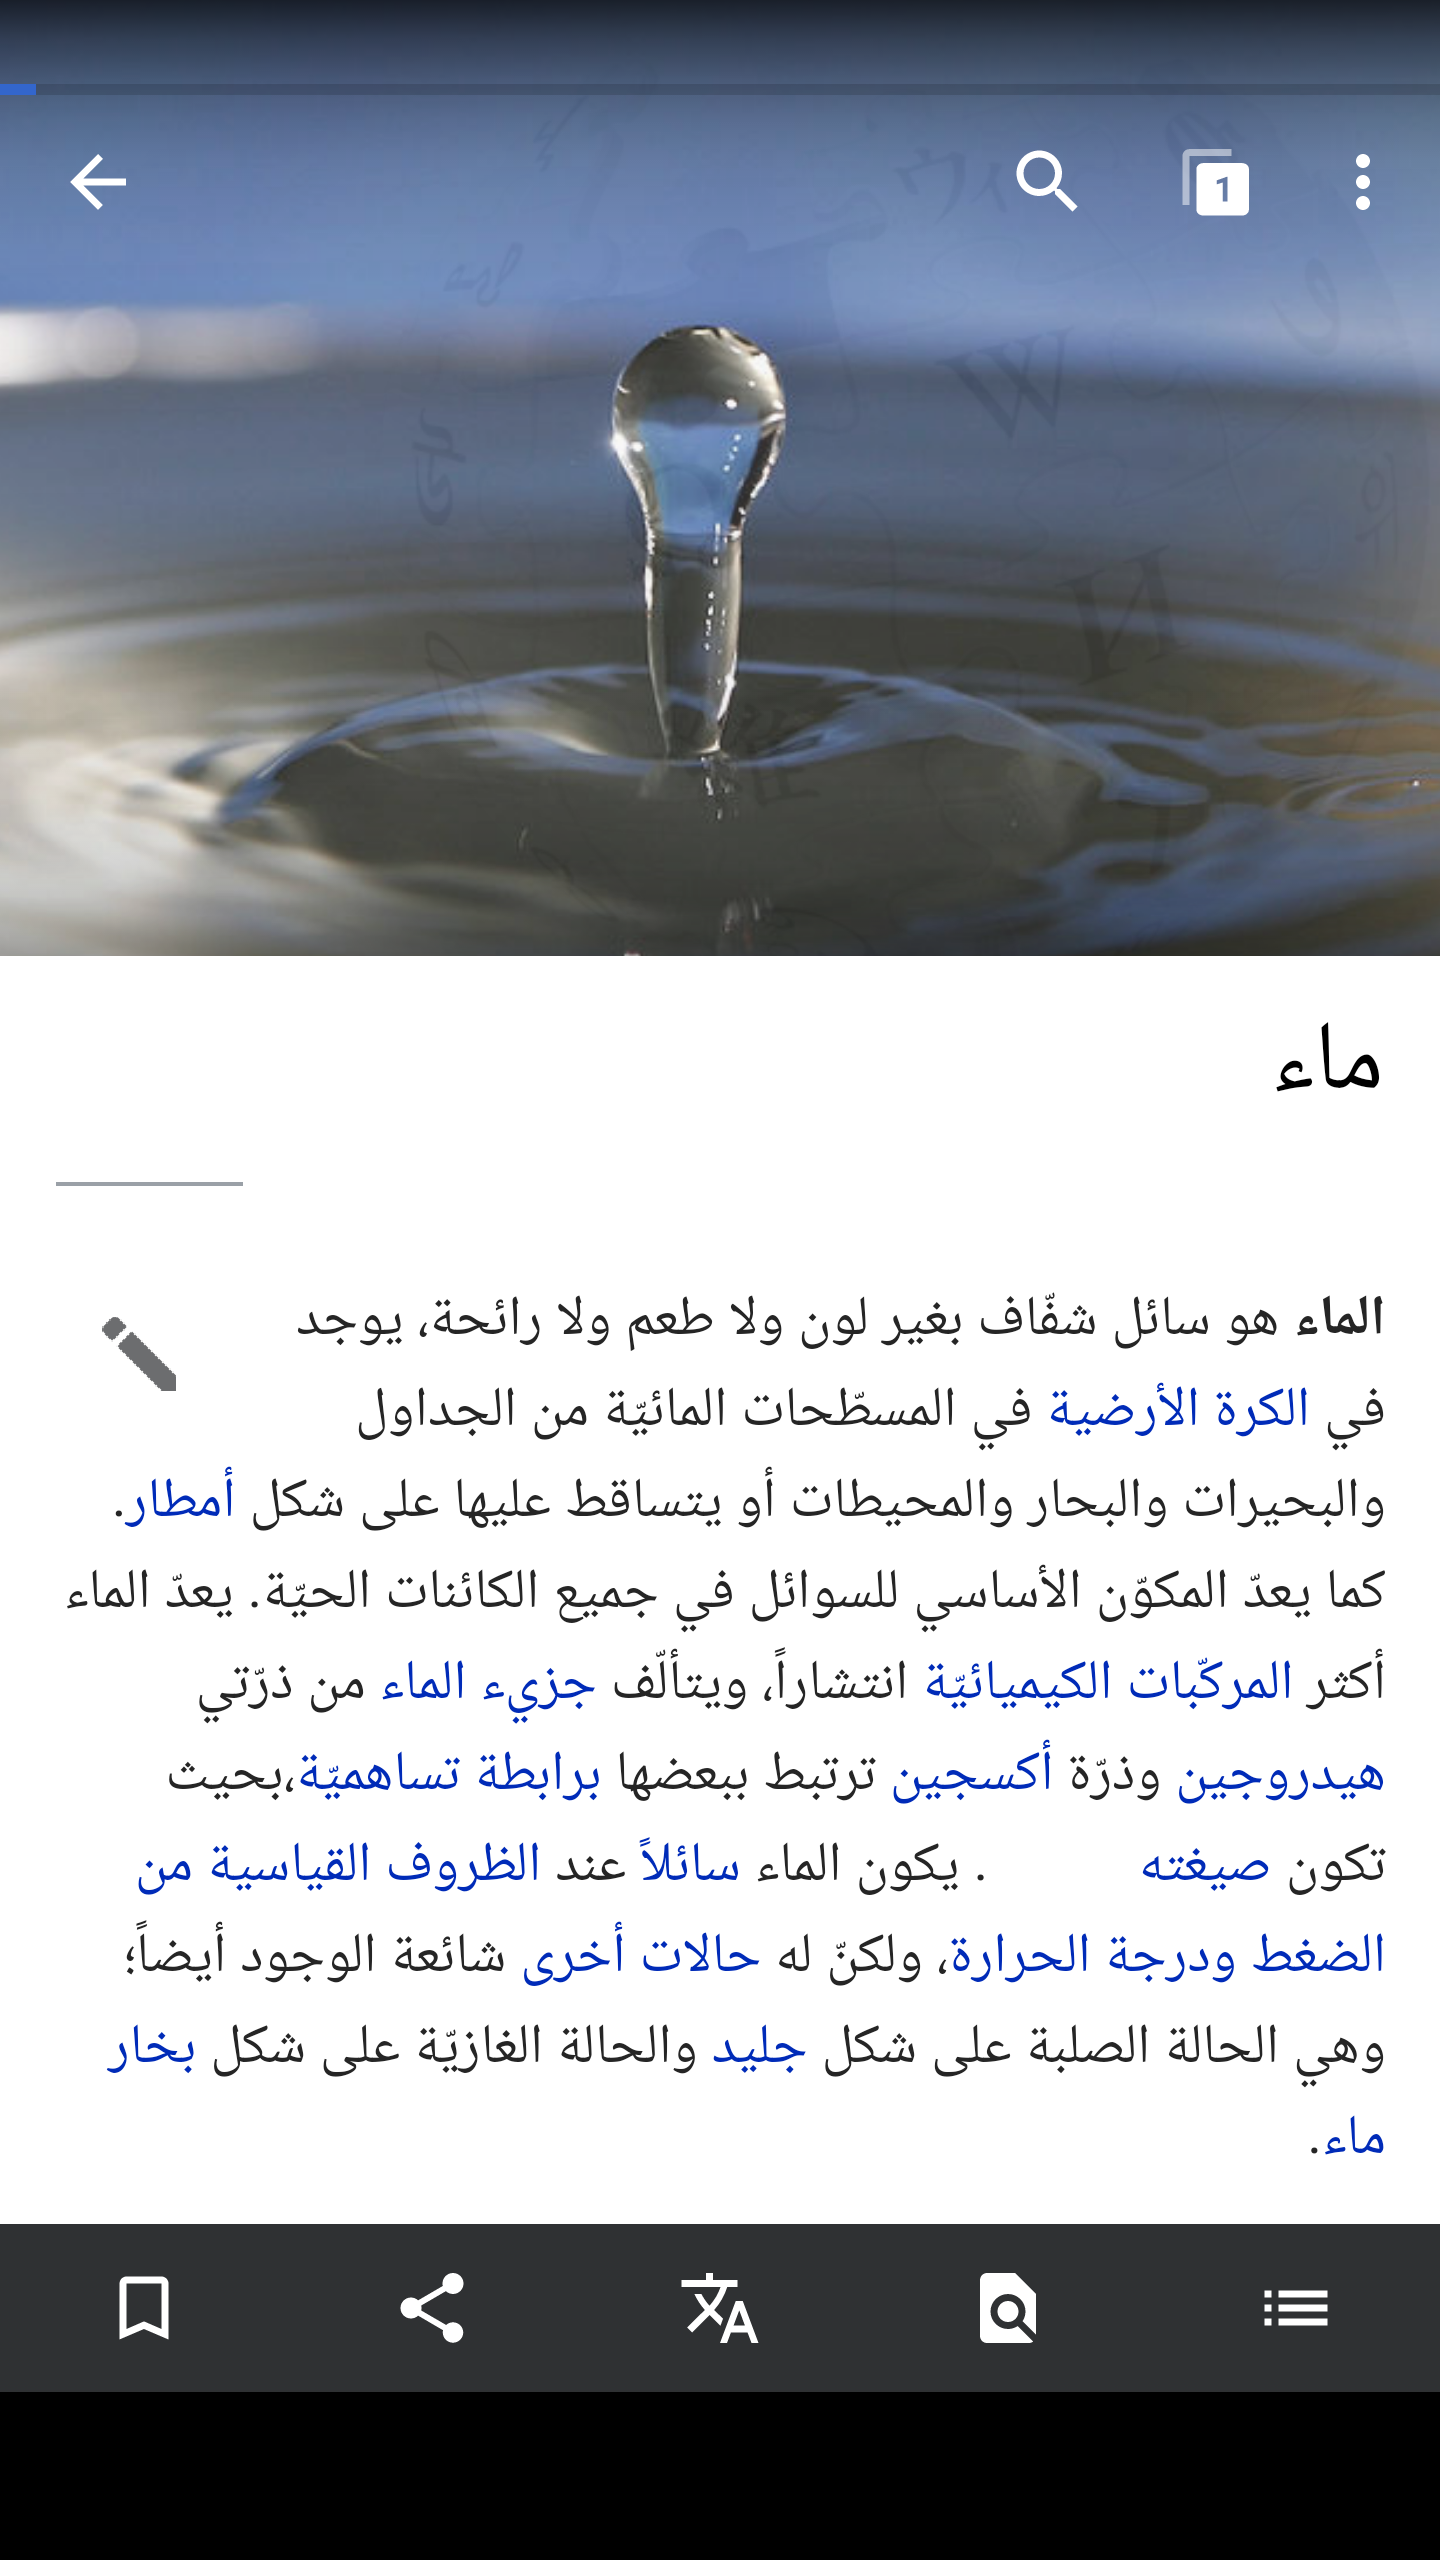 1
ماء
الماء هو سائل شفّاف بغير لون ولا طعم ولا رائحة، يوجد
في الكرة الأرضية في المسطّحات المائيّة من الجداول
والبحيرات والبحار والمحيطات أو يتساقط عليها على شكل أمطار.
كما يعدّ المكوّن الأساسي للسوائل في جميع الكائنات الحيّة. يعدّ الماء
أكثر المركّبات الكيميائيّة انتشاراً، ويتألّف جزيء الماء من ذرّتي
هيدروجين وذرّة أكسجين ترتبط ببعضها برابطة تساهميّة،بحيث
تكون صيغته . يكون الماء سائلاً عند الظروف القياسية من
الضغط ودرجة الحرارة، ولكنّ له حالات أخرى شائعة الوجود أيضاً؛
وهي الحالة الصلبة على شكل جليد والحالة الغازيّة على شكل بخار
ماء.